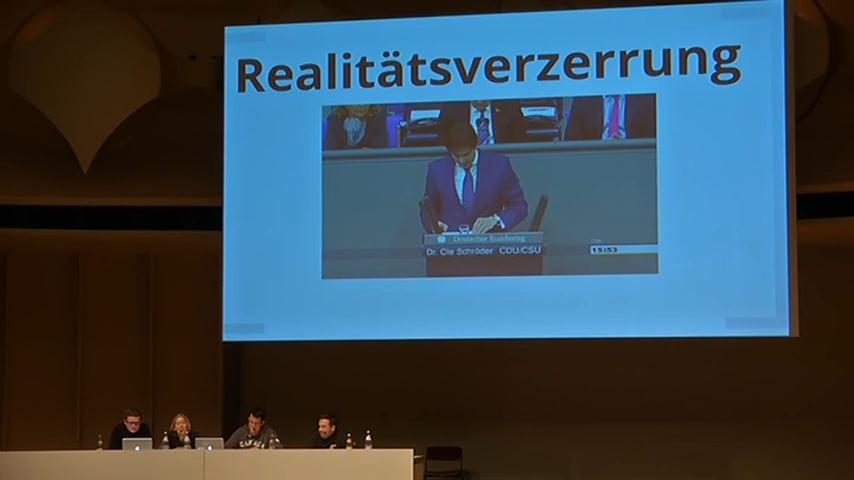 Realitätsverzerrung
Deutscher Bundestag
Dr. Ole Schröder CDU/CSU
15:53